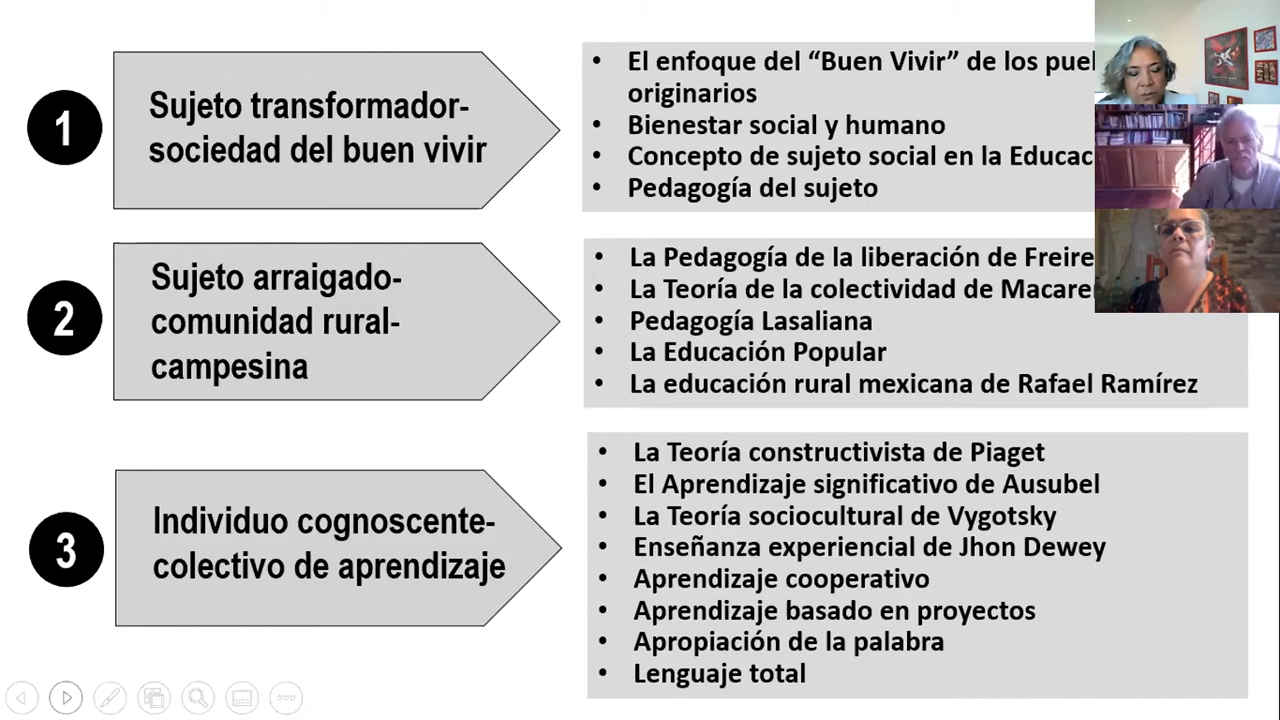 1
Sujeto transformador-
sociedad del buen vivir
• El enfoque del “Buen Vivir” de los
originarios
• Bienestar social y humano
• Concepto de sujeto social en la
• Pedagogía del sujeto
2
Sujeto arraigado-
comunidad rural-
campesina
• La Pedagogía de la liberación de Freire
• La Teoría de la colectividad de
• Pedagogía Lasaliana
• La Educación Popular
• La educación rural mexicana de Rafael Ramírez
3
Individuo cognoscente-
colectivo de aprendizaje
• La Teoría constructivista de Piaget
• El Aprendizaje significativo de Ausubel
• La Teoría sociocultural de Vygotsky
• Enseñanza experiencial de Jhon Dewey
• Aprendizaje cooperativo
• Aprendizaje basado en proyectos
• Apropiación de la palabra
• Lenguaje total